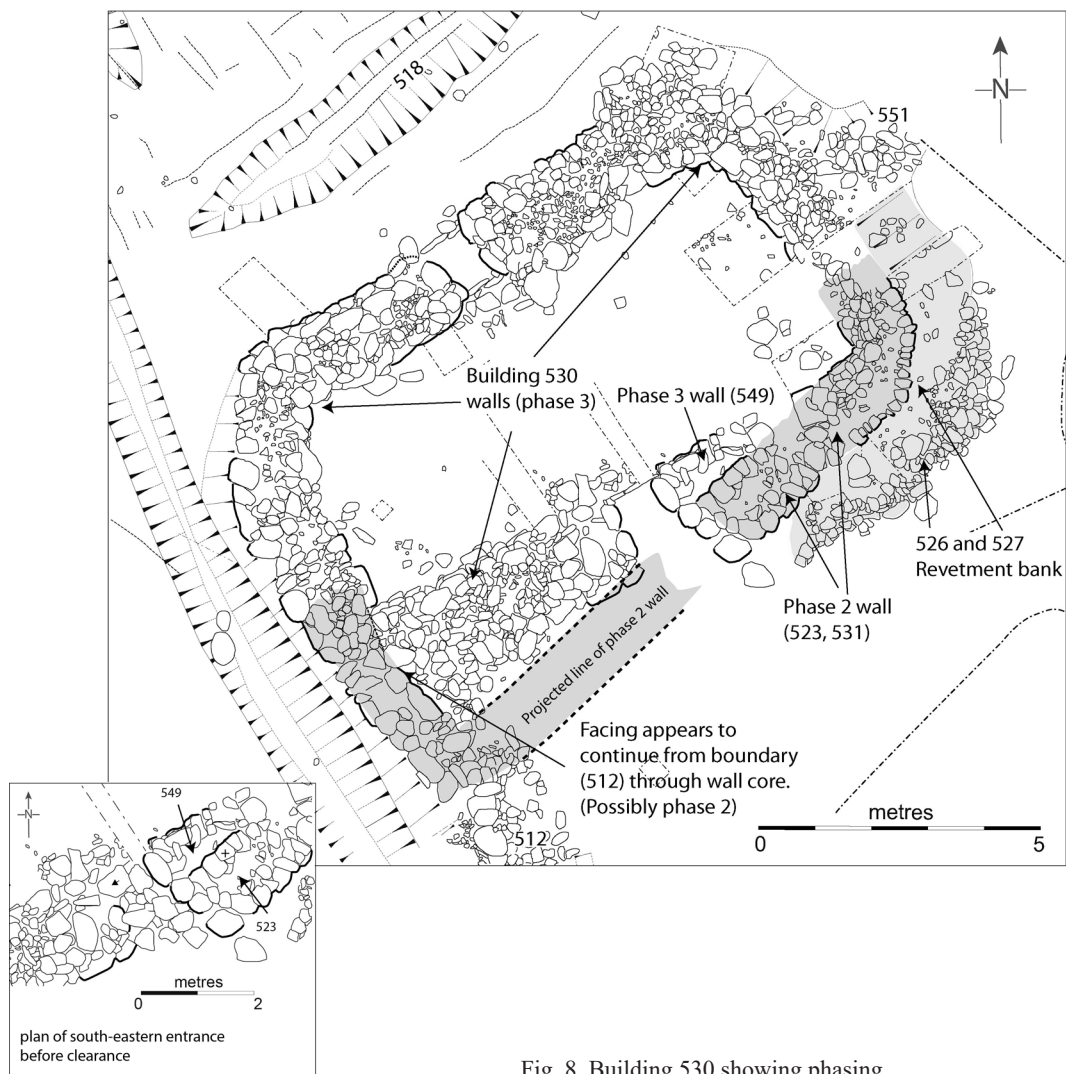 518
N
551
Building 530
walls (phase 3)
Phase 3 wall (549)
526 and 527
Revetment bank
Phase 2 wall
(523, 531)
Projected line of phase 2 wall
Facing appears to
continue from boundary
(512) through wall core.
(Possibly phase 2)
512
metres
0 5
N
549
523
metres
0 2
plan of south-eastern entrance
before clearance
Fig. 8 Building 530 showing phasing